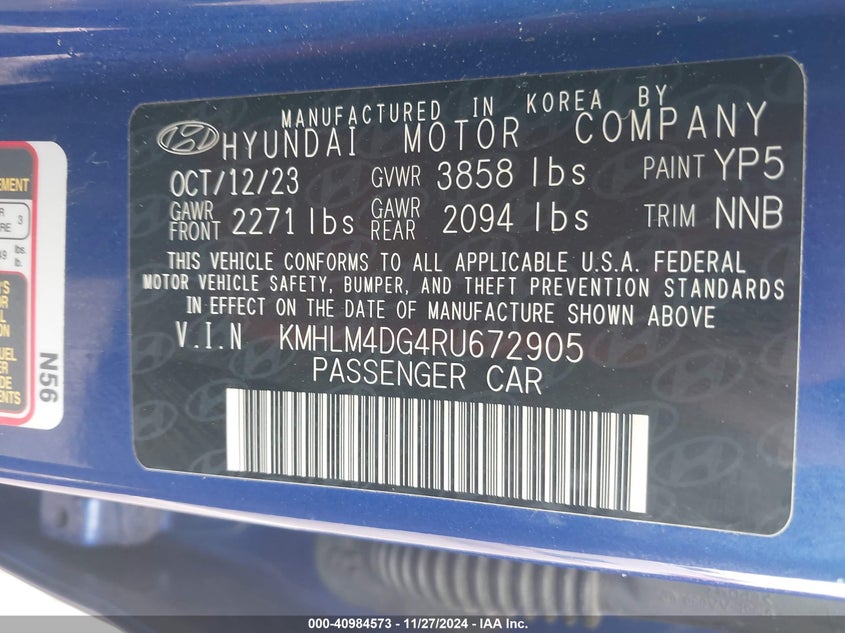 MANUFACTURED IN KOREA BY
HYUNDAI MOTOR COMPANY
OCT/12/23 GVWR 3858 lbs PAINT YP5
GAWR FRONT 2271 lbs GAWR REAR 2094 lbs TRIM NNB
THIS VEHICLE CONFORMS TO ALL APPLICABLE U.S.A. FEDERAL
MOTOR VEHICLE SAFETY, BUMPER, AND THEFT PREVENTION STANDARDS
IN EFFECT ON THE DATE OF MANUFACTURE SHOWN ABOVE
V.I.N KMHLM4DG4RU672905
PASSENGER CAR
3
lbs.
N56
000-40984573 - 11/27/2024 - IAAI Inc.